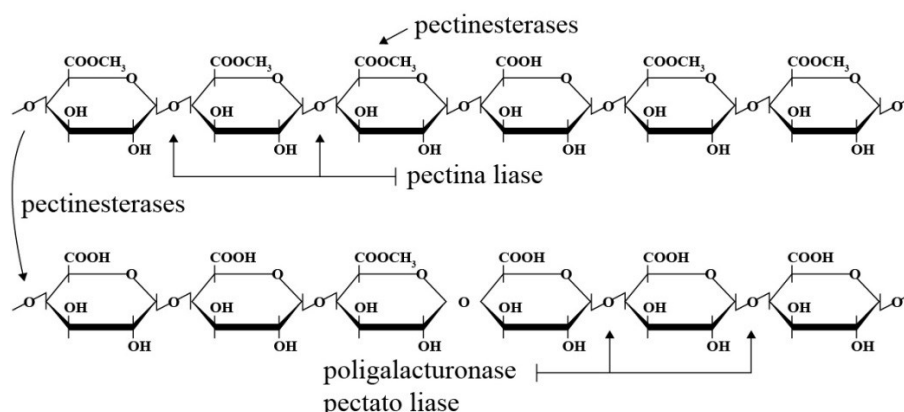 pectinesterases
COOCH3 COOCH3 COOCH3 COOH COOCH3 COOCH3
O O O O O O
O O O O O O O
OH OH OH OH OH OH
OH OH OH OH OH OH
pectina liase
pectinesterases
COOH COOH COOCH3 COOH COOH COOH
O O O O O O
O O O O O O O
OH OH OH OH OH OH
OH OH OH OH OH OH
poligalacturonase
pectato liase